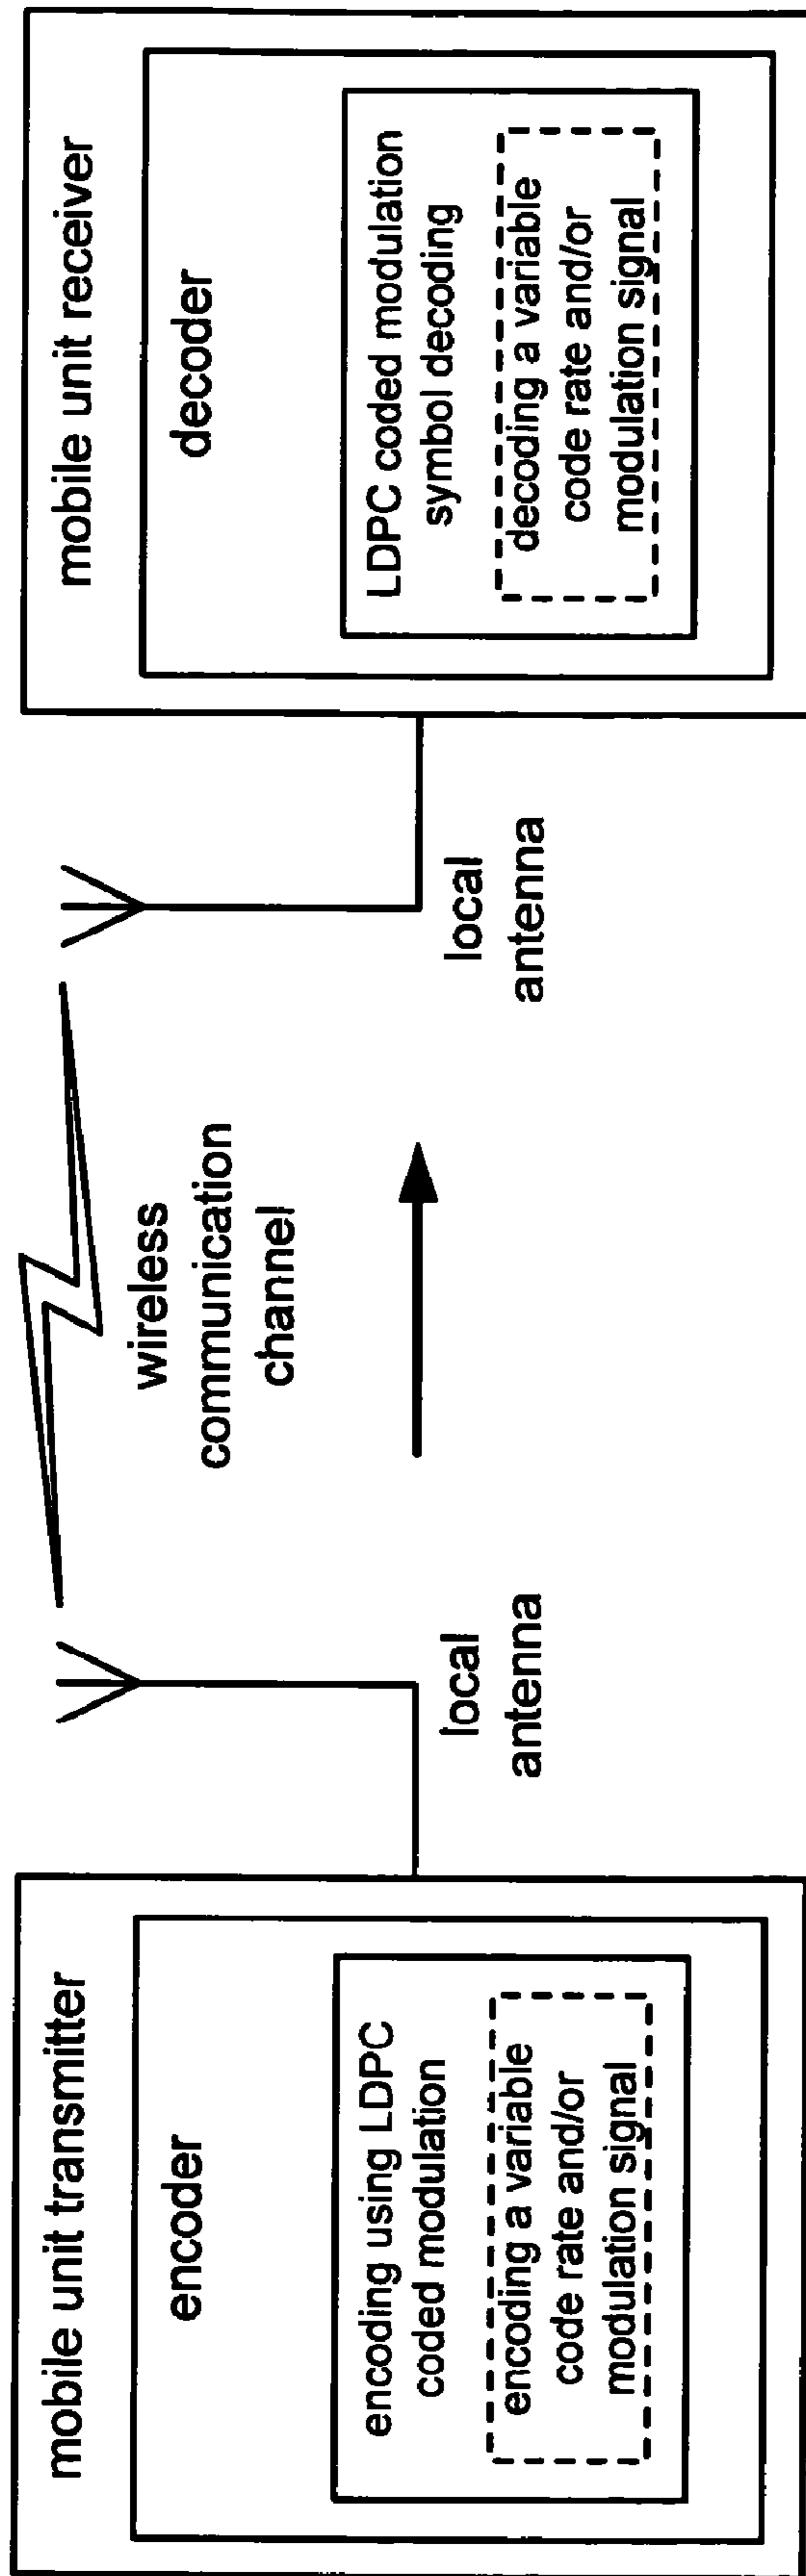 mobile unit transmitter
encoder
encoding using LDPC
coded modulation
encoding a variable
code rate and/or
modulation signal
local
antenna
wireless
communication
channel
local
antenna
mobile unit receiver
decoder
LDPC coded modulation
symbol decoding
decoding a variable
code rate and/or
modulation signal